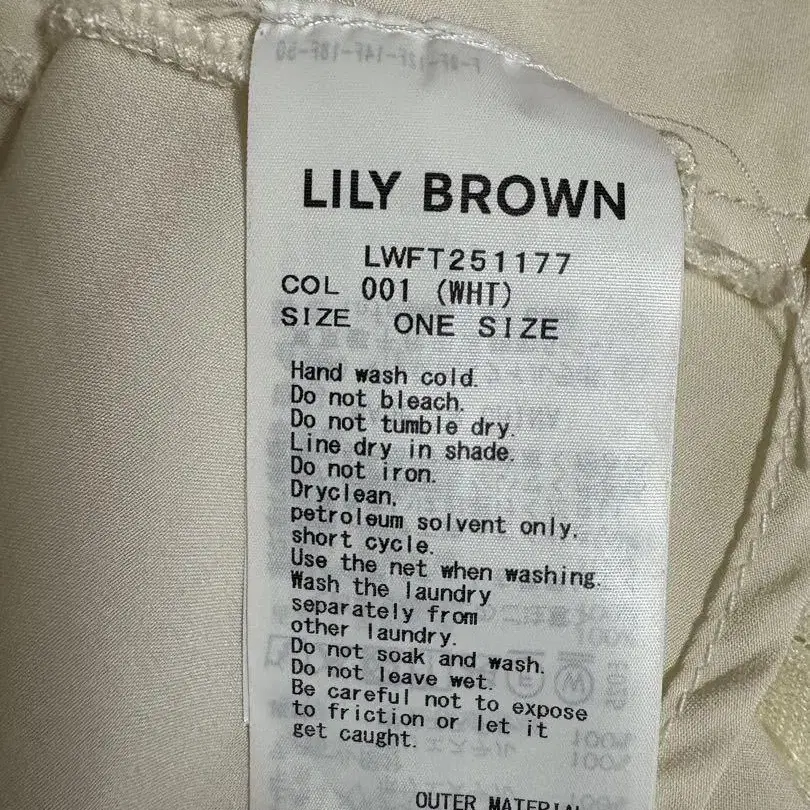 LILY BROWN
LWFT251177
COL 001 (WHT)
SIZE ONE SIZE
Hand wash cold.
Do not bleach.
Do not tumble dry.
Line dry in shade.
Do not iron.
Dryclean,
petroleum solvent only,
short cycle.
Use the net when washing.
Wash the laundry
separately from
other laundry.
Do not soak and wash.
Do not leave wet.
Be careful not to expose
to friction or let it
get caught.
OUTER MATERIAL